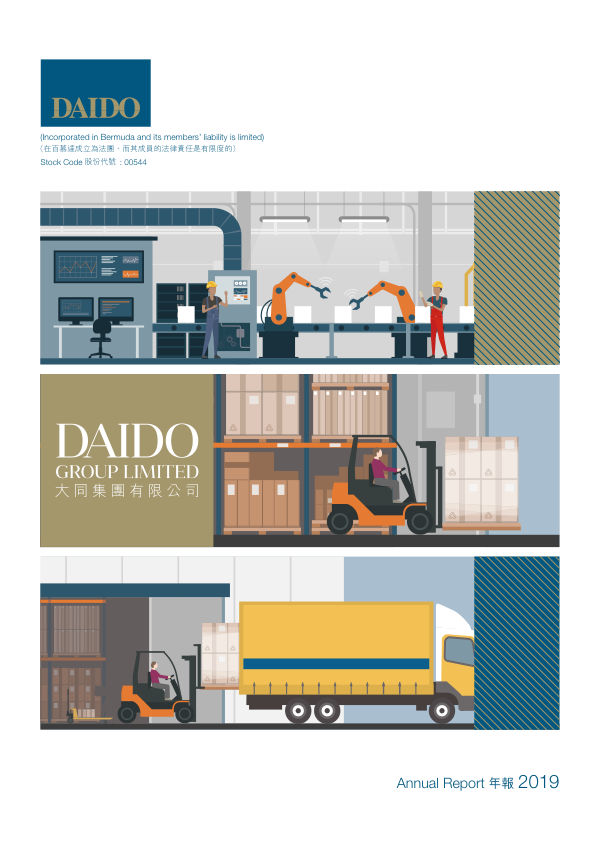 DAIDO
(Incorporated in Bermuda and its members' liability is limited)
(在百慕達成立為法團，而其成員的法律責任是有限度的)
Stock Code 股份代號 : 00544
DAIDO
GROUP LIMITED
大同集團有限公司
Annual Report 年報 2019